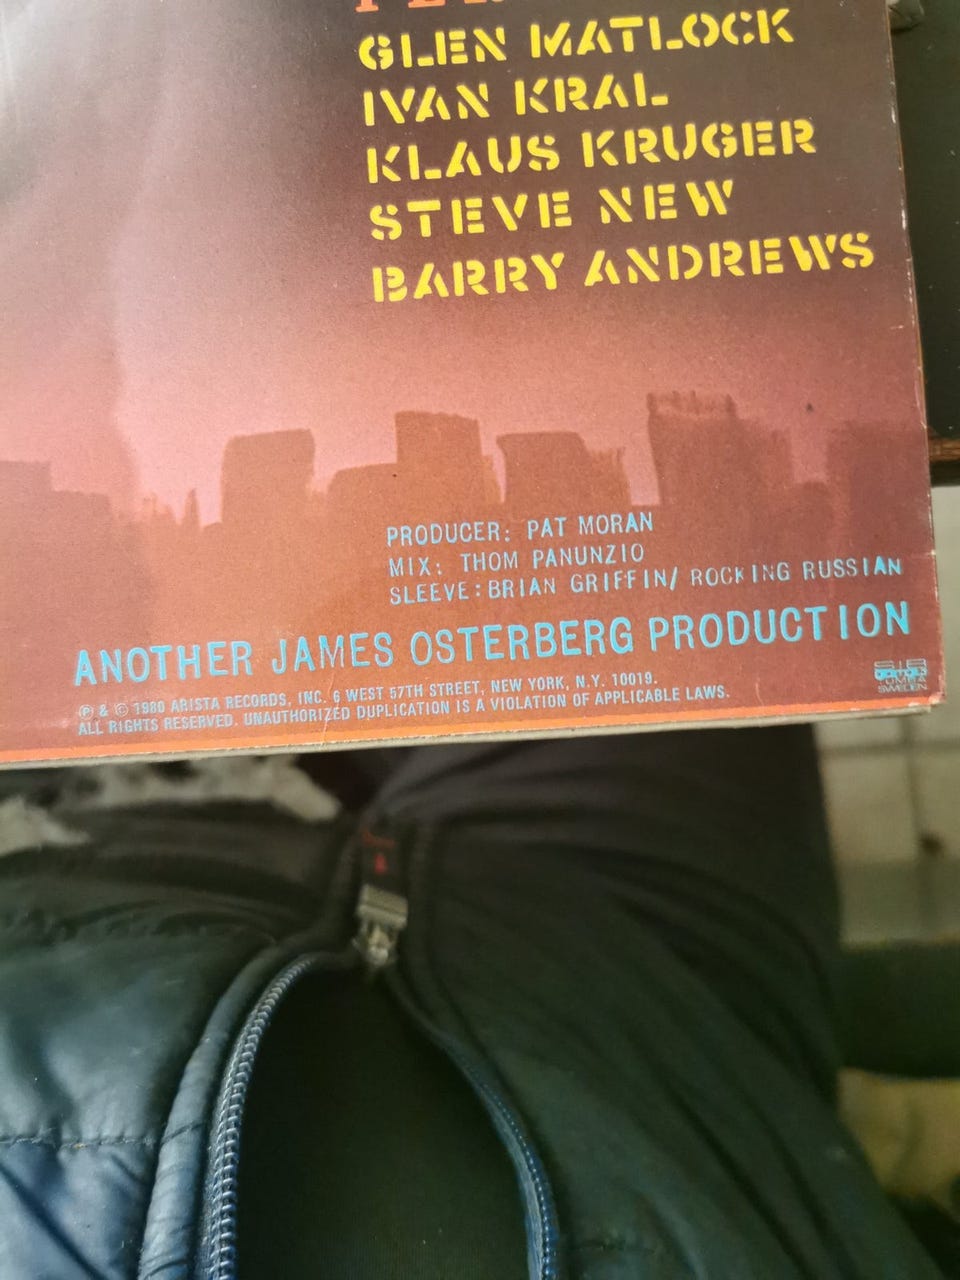 GLEN MATLOCK
IVAN KRAL
KLAUS KRUGER
STEVE NEW
BARRY ANDREWS
PRODUCER: PAT MORAN
MIX: THOM PANUNZIO
SLEEVE: BRIAN GRIFFIN/ ROCKING RUSSIAN
ANOTHER JAMES OSTERBERG PRODUCTION
℗ & © 1980 ARISTA RECORDS, INC. 6 WEST 57TH STREET, NEW YORK, N.Y. 10019.
ALL RIGHTS RESERVED. UNAUTHORIZED DUPLICATION IS A VIOLATION OF APPLICABLE LAWS.
SWEDEN